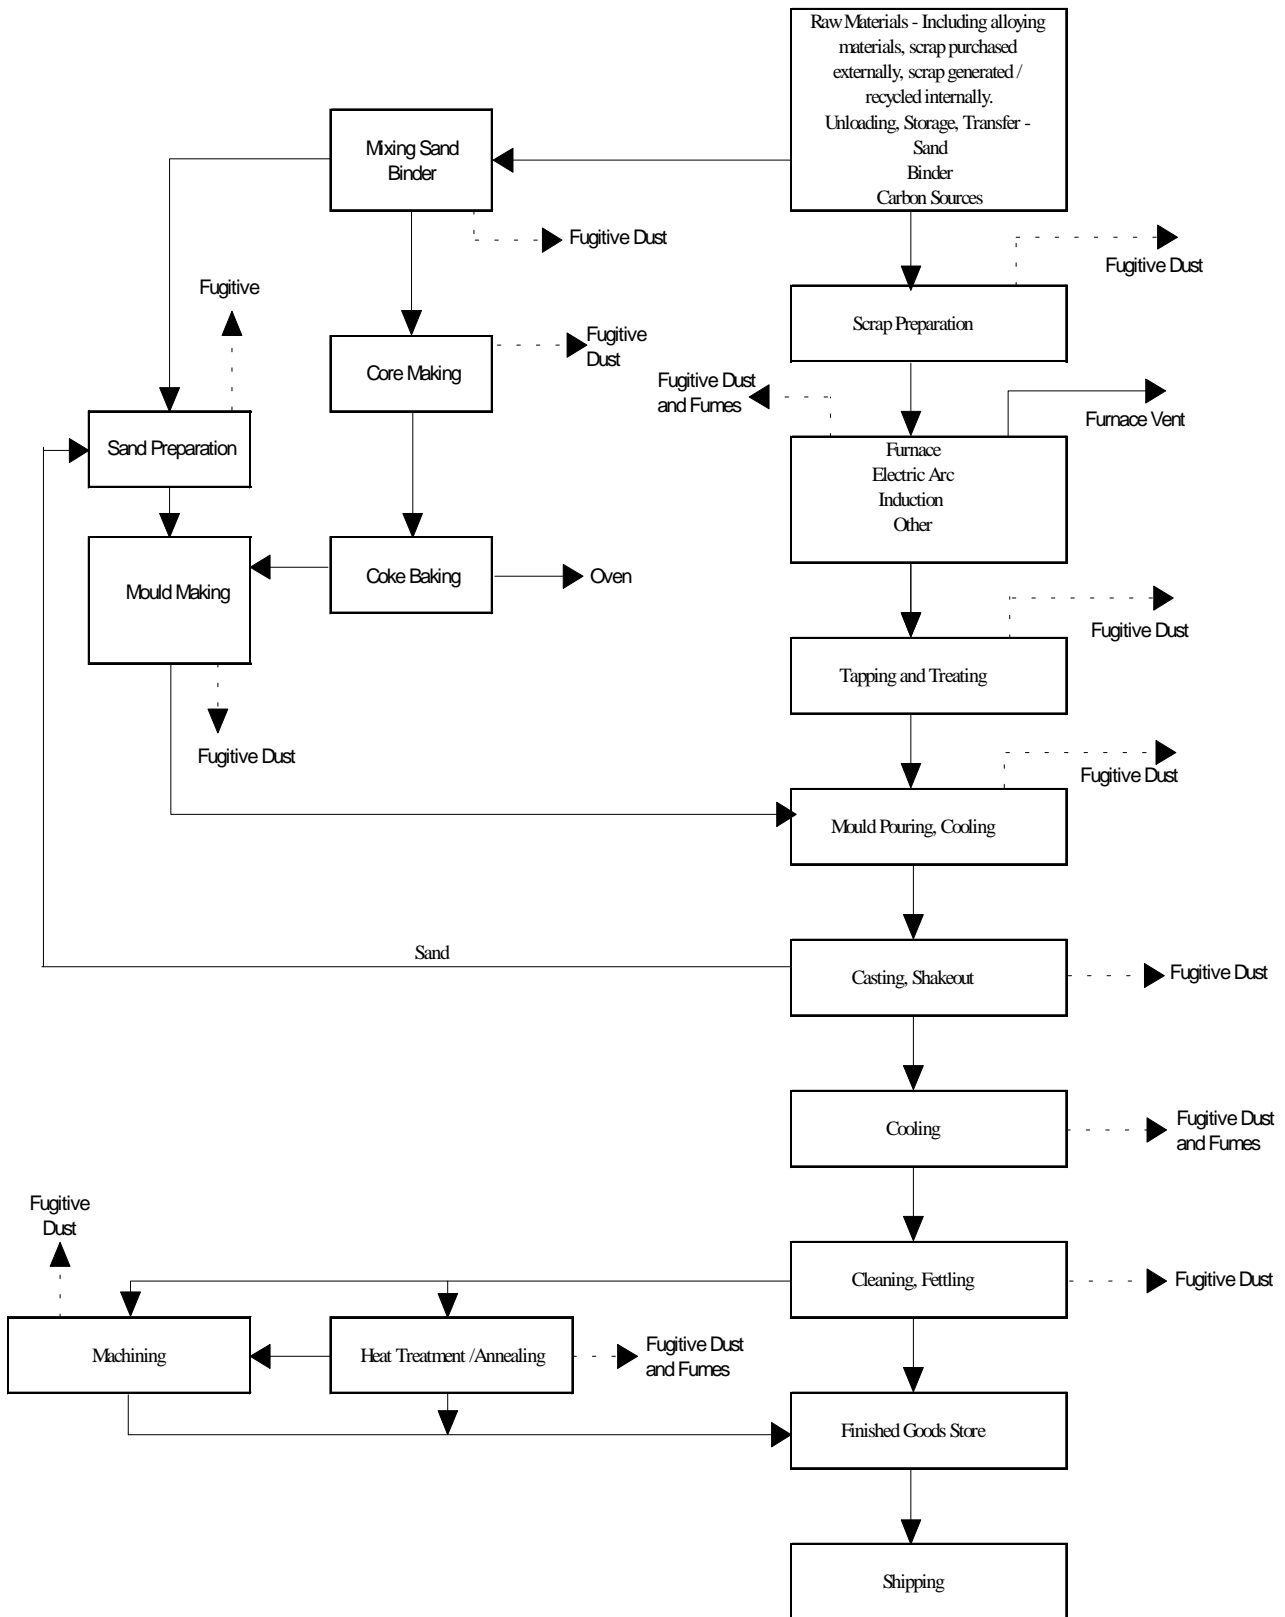 Raw Materials - Including alloying
materials, scrap purchased
externally, scrap generated /
recycled internally.
Unloading, Storage, Transfer -
Sand
Binder
Carbon Sources
Mixing Sand
Binder
Fugitive Dust
Fugitive Dust
Fugitive
Scrap Preparation
Fugitive
Dust
Core Making
Fugitive Dust
and Fumes
Furnace Vent
Sand Preparation
Furnace
Electric Arc
Induction
Other
Mould Making
Coke Baking
Oven
Fugitive Dust
Tapping and Treating
Fugitive Dust
Fugitive Dust
Mould Pouring, Cooling
Sand
Casting, Shakeout
Fugitive Dust
Cooling
Fugitive Dust
and Fumes
Fugitive
Dust
Cleaning, Fettling
Fugitive Dust
Machining
Heat Treatment /Annealing
Fugitive Dust
and Fumes
Finished Goods Store
Shipping